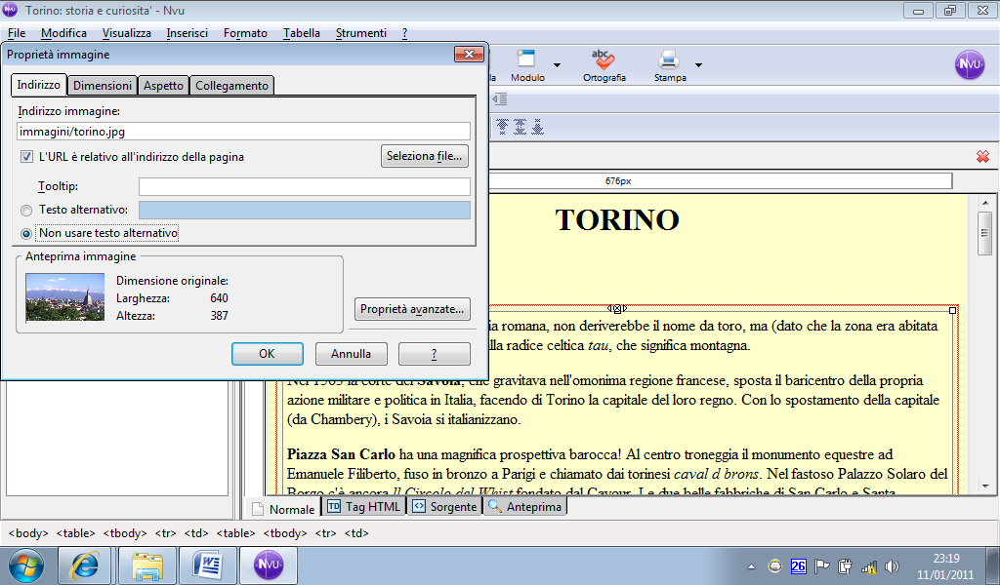 Torino: storia e curiosita' - Nvu
File Modifica Visualizza Inserisci Formato Tabella Strumenti ?
Proprietà immagine
Indirizzo Dimensioni Aspetto Collegamento
Indirizzo immagine:
immagini/torino.jpg
L'URL è relativo all'indirizzo della pagina
Seleziona file...
Tooltip:
Testo alternativo:
Non usare testo alternativo
Anteprima immagine
Dimensione originale:
Larghezza: 640
Altezza: 387
Proprietà avanzate...
OK Annulla ?
Modulo Ortografia Stampa
NVU
676px
TORINO
romana, non deriverebbe il nome da toro, ma (dato che la zona era abitata
radice celtica tau, che significa montagna.
che gravitava nell'omonima regione francese, sposta il baricentro della propria
azione militare e politica in Italia, facendo di Torino la capitale del loro regno. Con lo spostamento della capitale
(da Chambery), i Savoia si italianizzano.
Piazza San Carlo ha una magnifica prospettiva barocca! Al centro troneggia il monumento equestre ad
Emanuele Filiberto, fuso in bronzo a Parigi e chiamato dai torinesi caval d brons. Nel fastoso Palazzo Solaro del
Borgo c'è ancora Il Circolo del Whist fondato dal Cavour. Le due belle fabbriche di San Carlo e Santa
Normale Tag HTML Sorgente Anteprima
<body> <table> <tbody> <tr> <td> <table> <tbody> <tr> <td>
NVU
26
23:19
11/01/2011